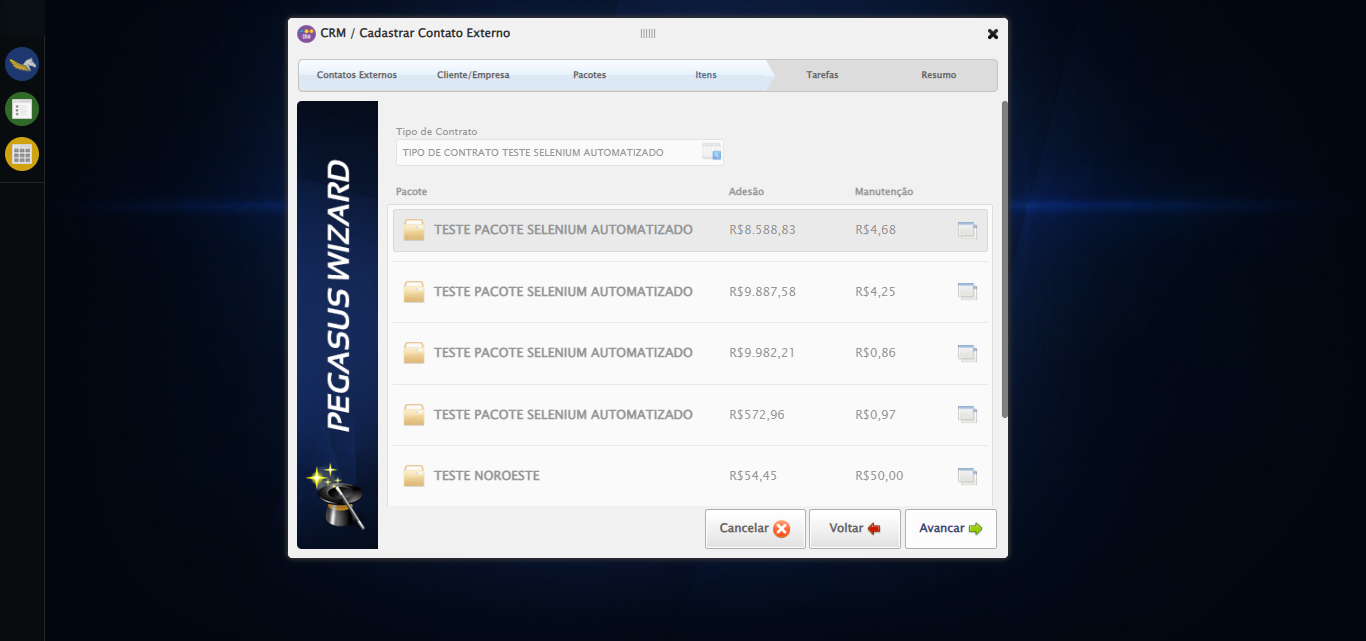 CRM / Cadastrar Contato Externo
Contatos Externos Cliente/Empresa Pacotes Itens Tarefas Resumo
PEGASUS WIZARD
Tipo de Contrato
TIPO DE CONTRATO TESTE SELENIUM AUTOMATIZADO
Pacote Adesão Manutenção
TESTE PACOTE SELENIUM AUTOMATIZADO R$8.588,83 R$4,68
TESTE PACOTE SELENIUM AUTOMATIZADO R$9.887,58 R$4,25
TESTE PACOTE SELENIUM AUTOMATIZADO R$9.982,21 R$0,86
TESTE PACOTE SELENIUM AUTOMATIZADO R$572,96 R$0,97
TESTE NOROESTE R$54,45 R$50,00
Cancelar Voltar Avancar